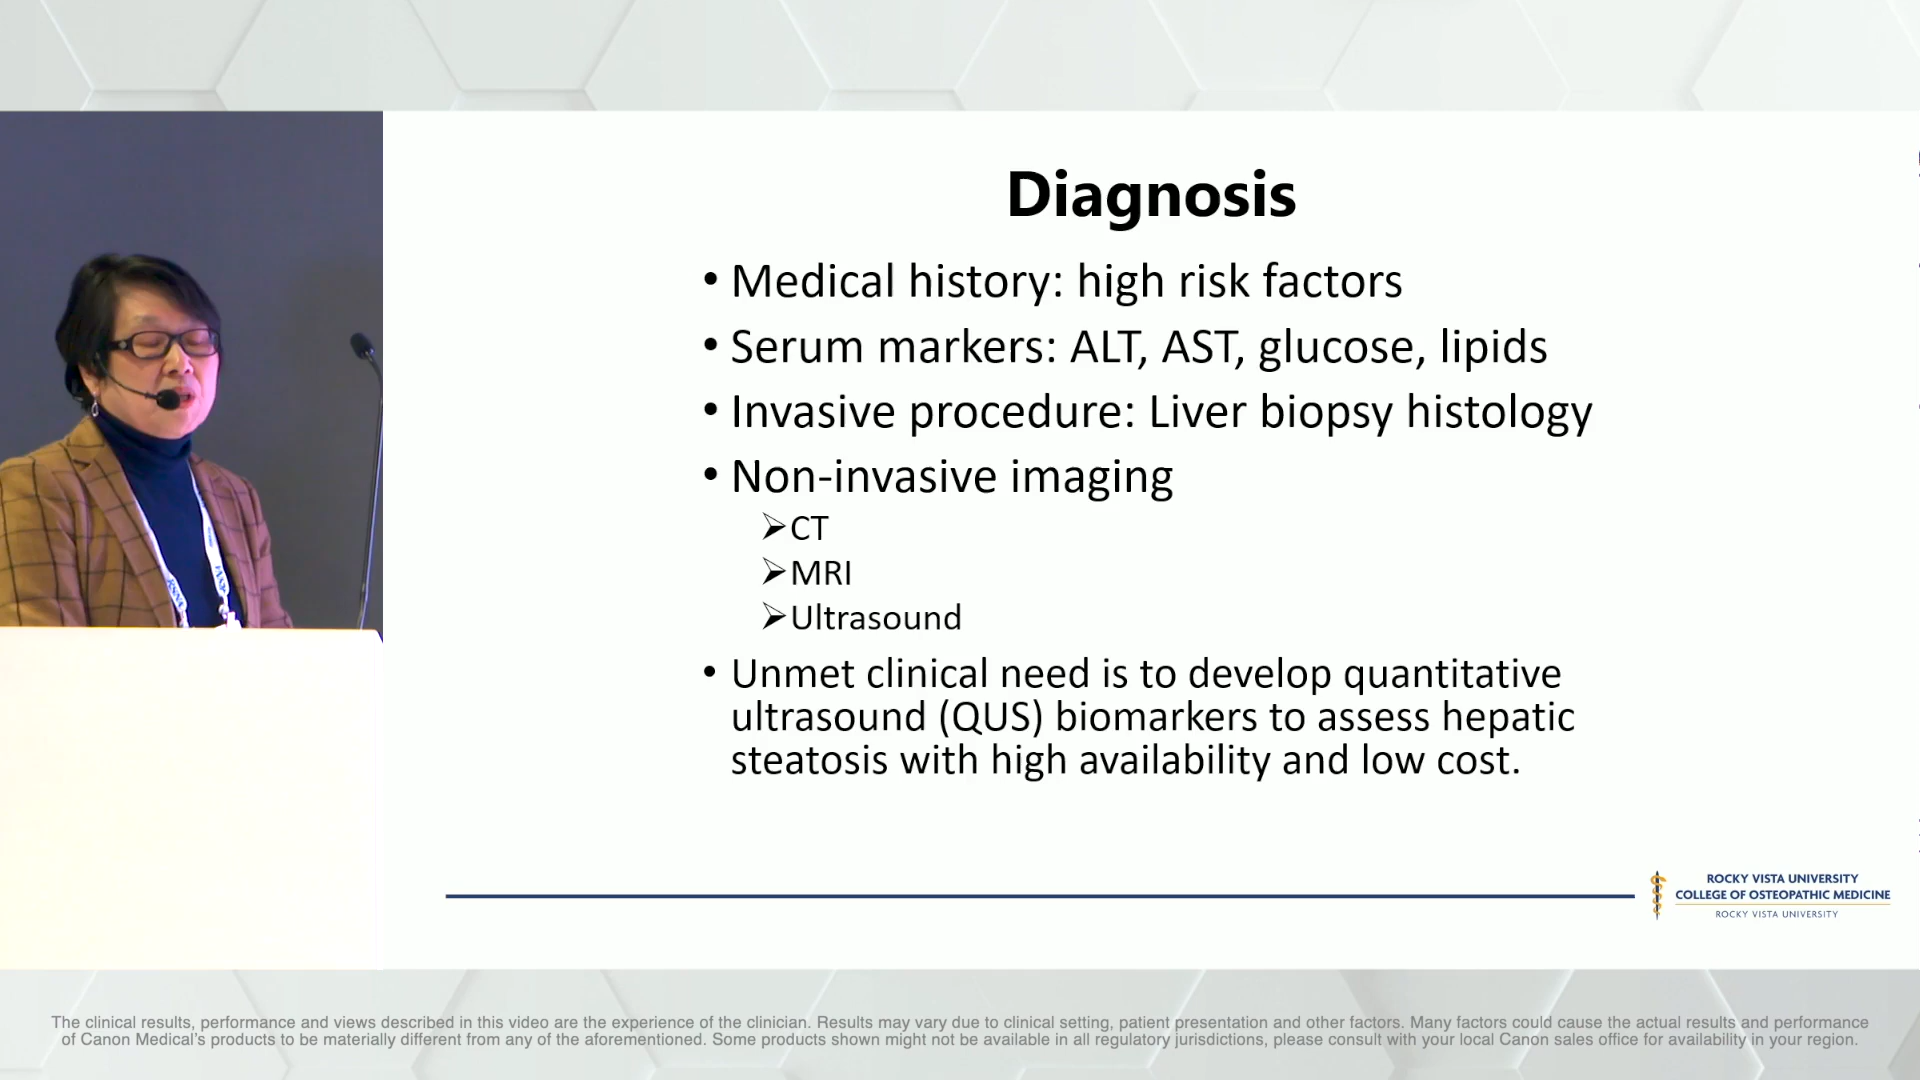 Diagnosis
• Medical history: high risk factors
• Serum markers: ALT, AST, glucose, lipids
• Invasive procedure: Liver biopsy histology
• Non-invasive imaging
➢CT
➢MRI
➢Ultrasound
• Unmet clinical need is to develop quantitative
ultrasound (QUS) biomarkers to assess hepatic
steatosis with high availability and low cost.
ROCKY VISTA UNIVERSITY
COLLEGE OF OSTEOPATHIC MEDICINE
ROCKY VISTA UNIVERSITY
RSNA
The clinical results, performance and views described in this video are the experience of the clinician. Results may vary due to clinical setting, patient presentation and other factors. Many factors could cause the actual results and performance
of Canon Medical's products to be materially different from any of the aforementioned. Some products shown might not be available in all regulatory jurisdictions, please consult with your local Canon sales office for availability in your region.